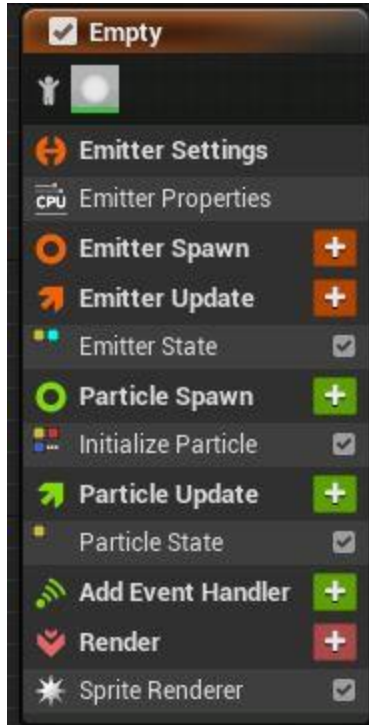 Empty
Emitter Settings
CPU Emitter Properties
Emitter Spawn
Emitter Update
Emitter State
Particle Spawn
Initialize Particle
Particle Update
Particle State
Add Event Handler
Render
Sprite Renderer